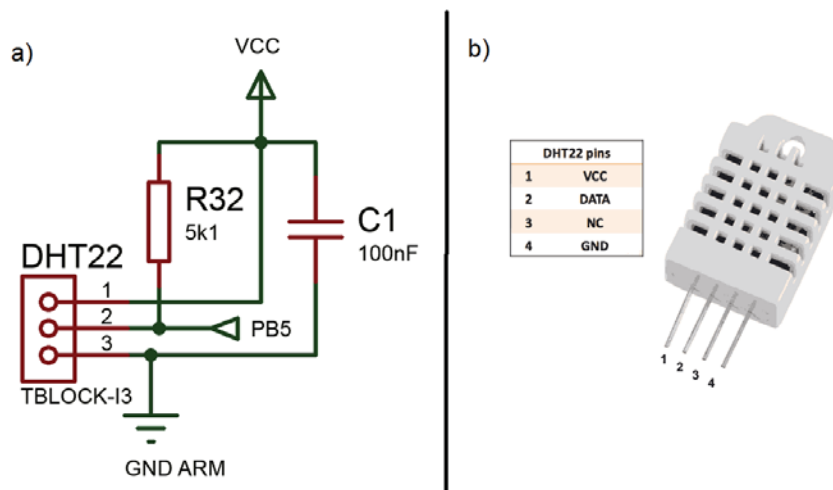 a)
VCC
R32
5k1
C1
100nF
DHT22
1
2
3
PB5
TBLOCK-I3
GND ARM
b)
DHT22 pins
1 VCC
2 DATA
3 NC
4 GND
1 2 3 4